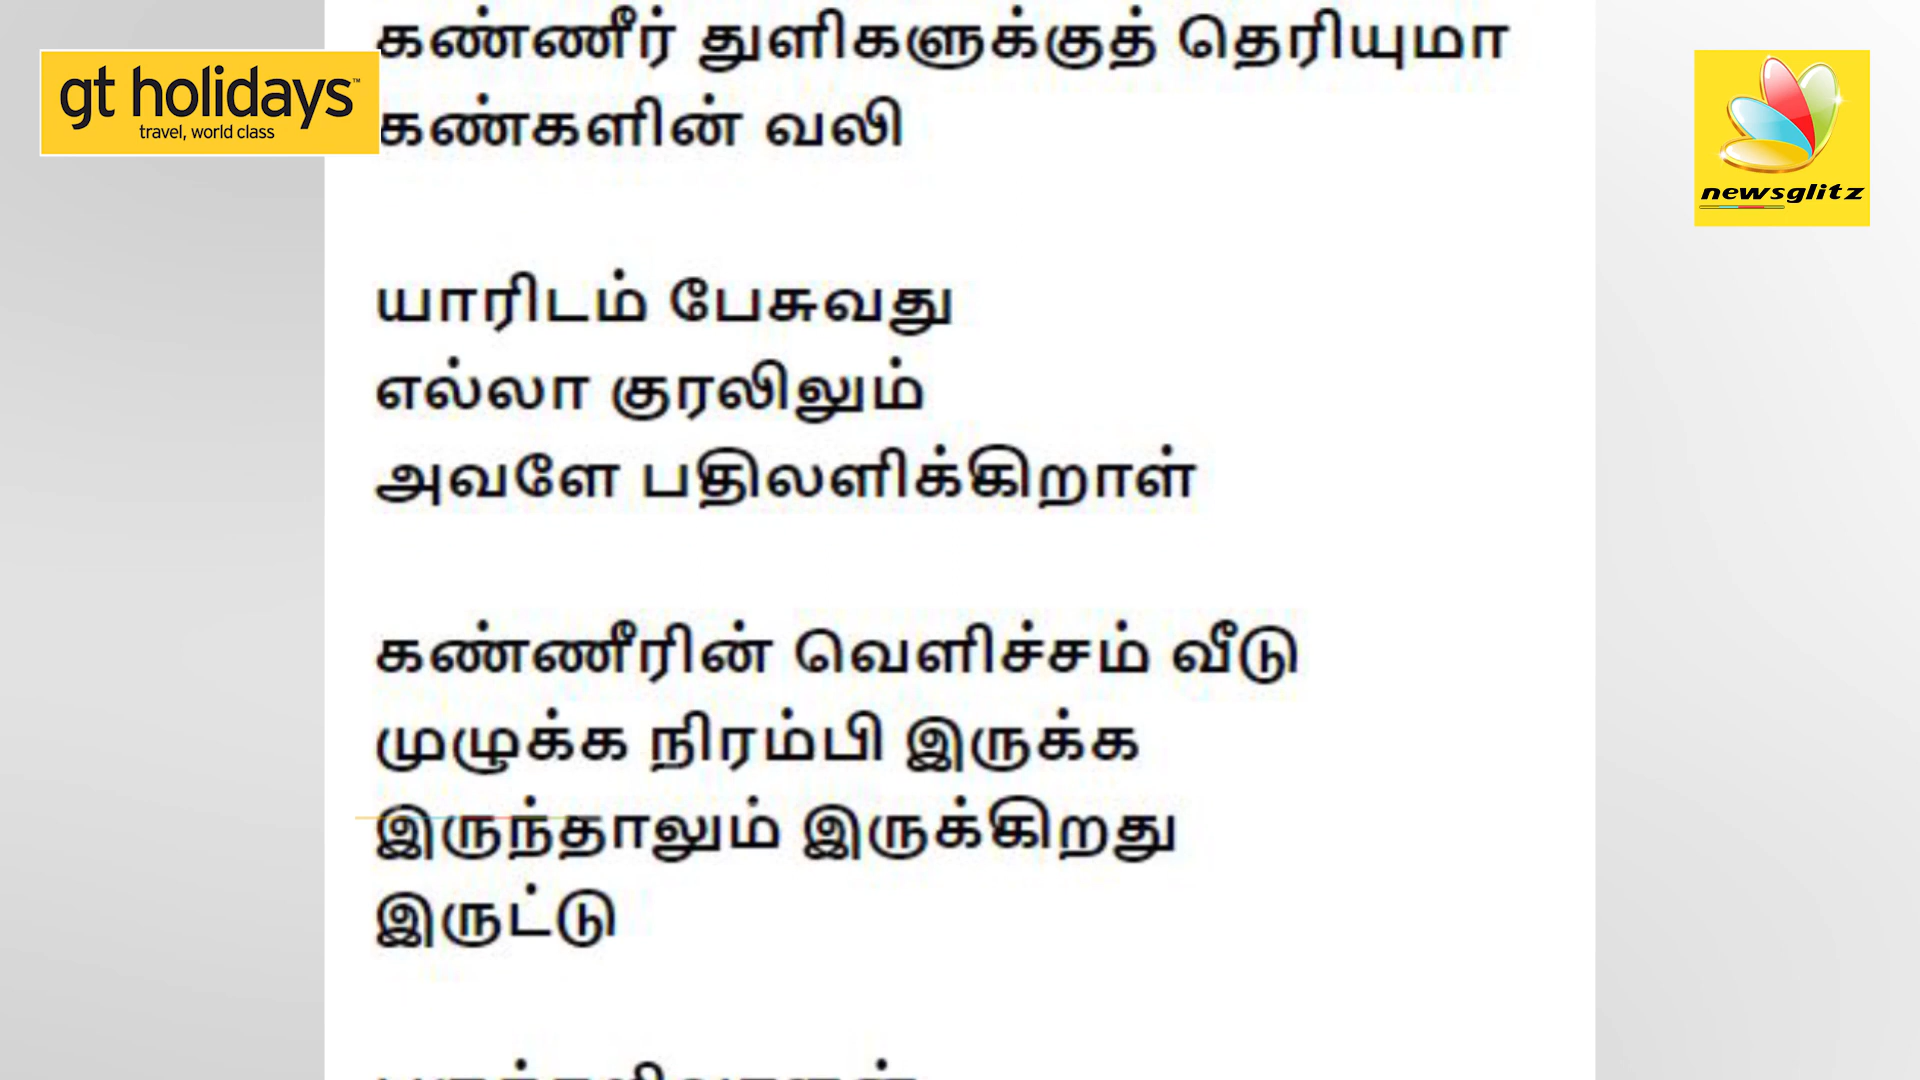 கண்ணீர் துளிகளுக்குத் தெரியுமா
gt holidays™
travel, world class
கண்களின் வலி
newsglitz
யாரிடம் பேசுவது
எல்லா குரலிலும்
அவளே பதிலளிக்கிறாள்
கண்ணீரின் வெளிச்சம் வீடு
முழுக்க நிரம்பி இருக்க
இருந்தாலும் இருக்கிறது
இருட்டு